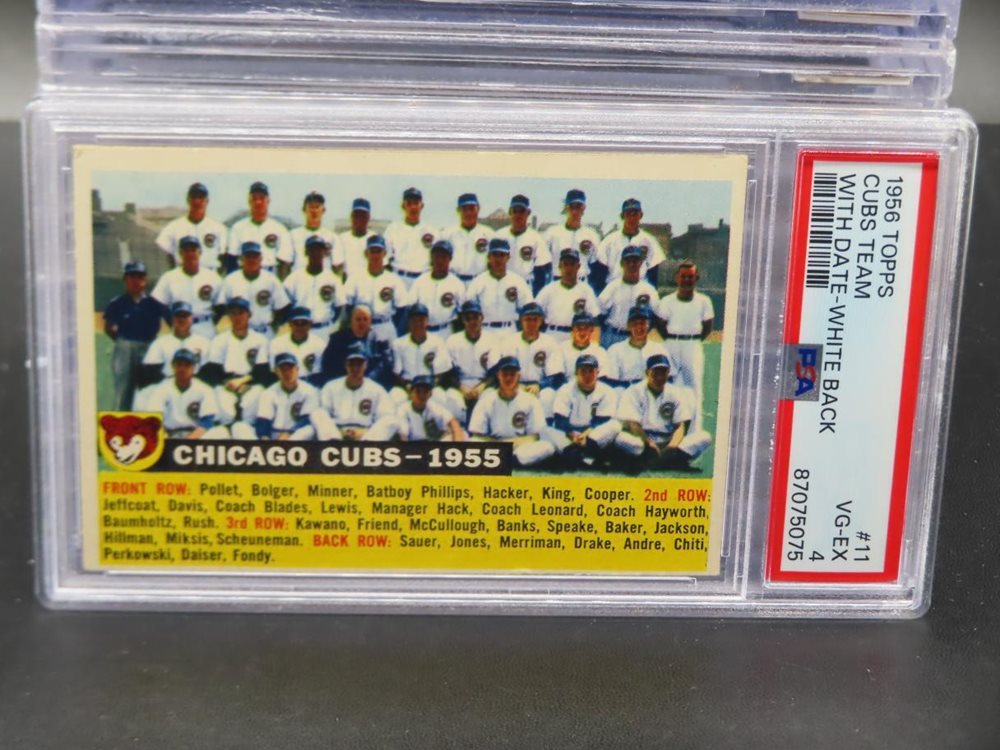 CHICAGO CUBS–1955
FRONT ROW: Pollet, Bolger, Minner, Batboy Phillips, Hacker, King, Cooper. 2nd ROW:
Jeffcoat, Davis, Coach Blades, Lewis, Manager Hack, Coach Leonard, Coach Hayworth,
Baumholtz, Rush. 3rd ROW: Kawano, Friend, McCullough, Banks, Speake, Baker, Jackson,
Hillman, Miksis, Scheuneman. BACK ROW: Sauer, Jones, Merriman, Drake, Andre, Chiti,
Perkowski, Daiser, Fondy.
1956 TOPPS
CUBS TEAM
WITH DATE-WHITE BACK
PSA
#11
VG-EX
4
87075075